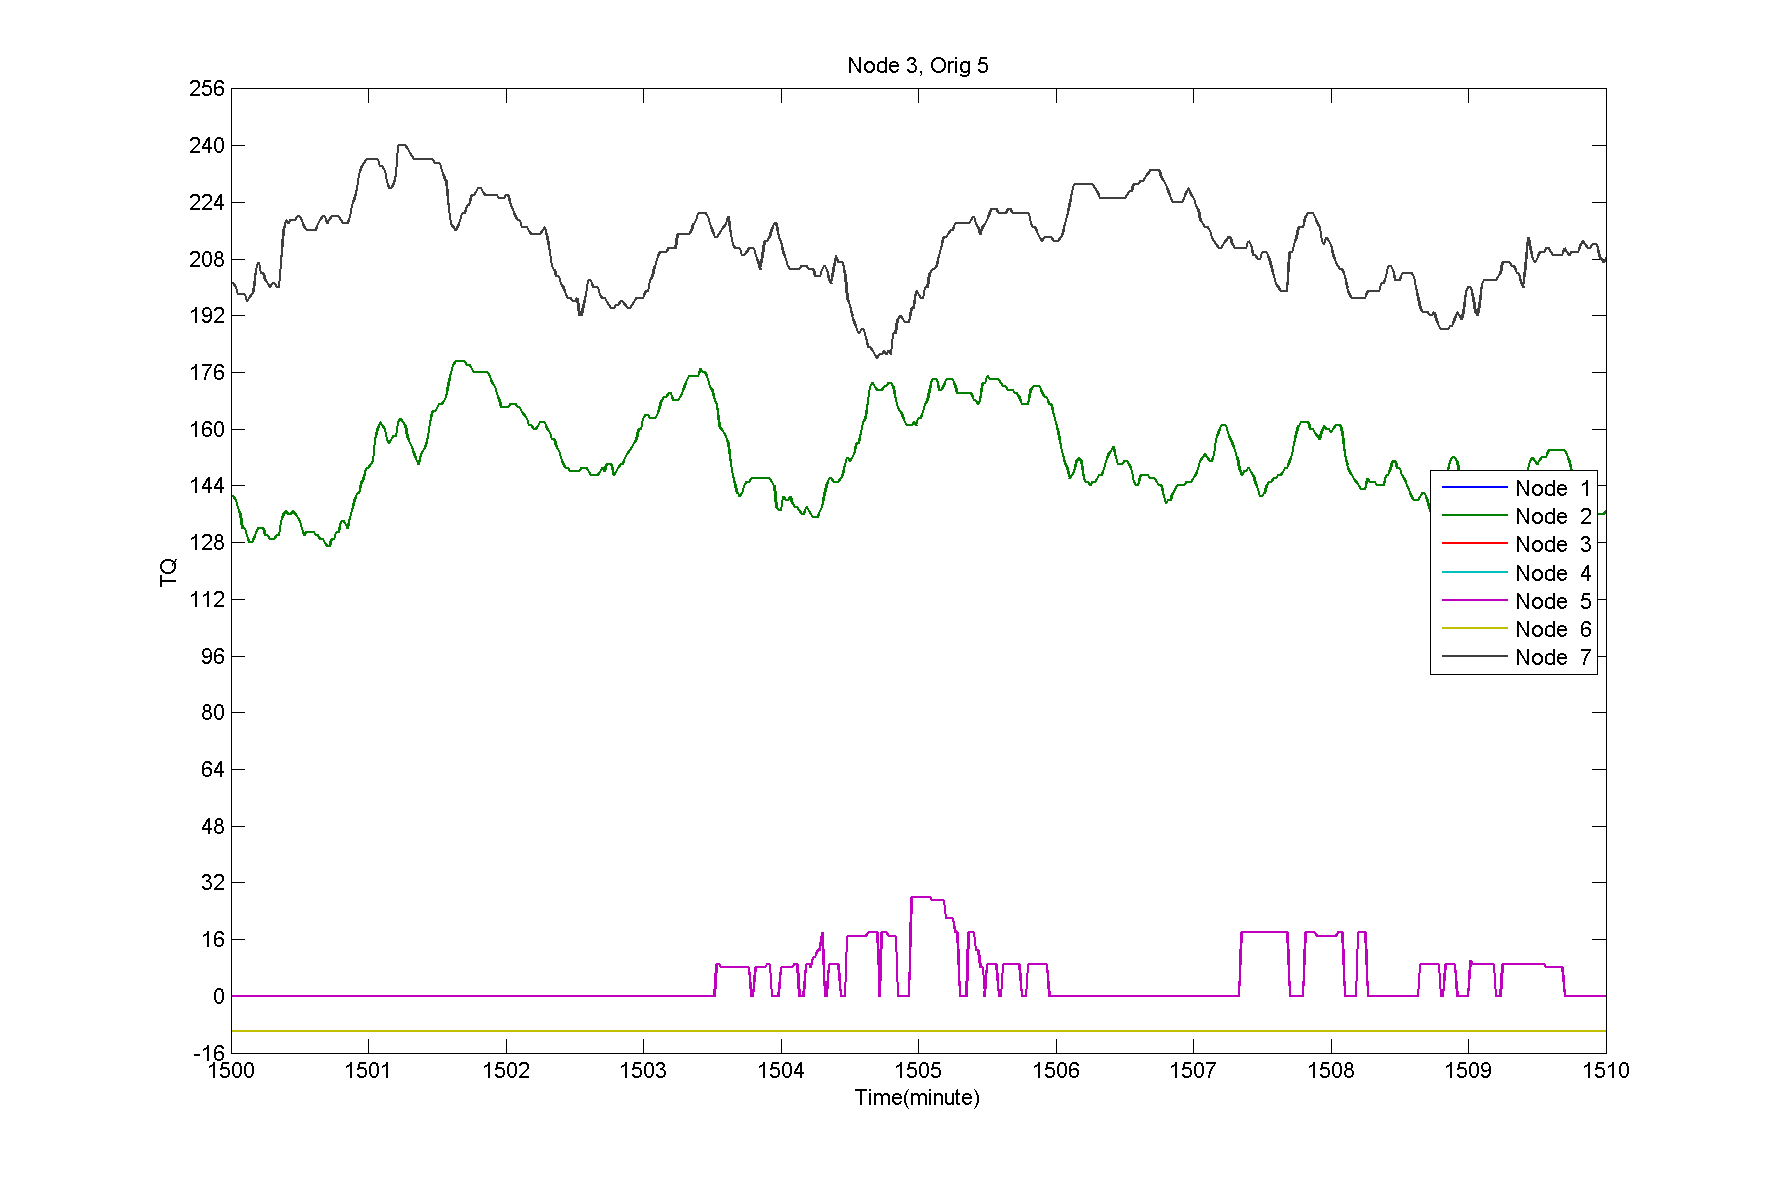 Node 3, Orig 5
256
240
224
208
192
176
160
144
128
112
96
80
64
48
32
16
0
-16
TQ
Node 1
Node 2
Node 3
Node 4
Node 5
Node 6
Node 7
1500 1501 1502 1503 1504 1505 1506 1507 1508 1509 1510
Time(minute)